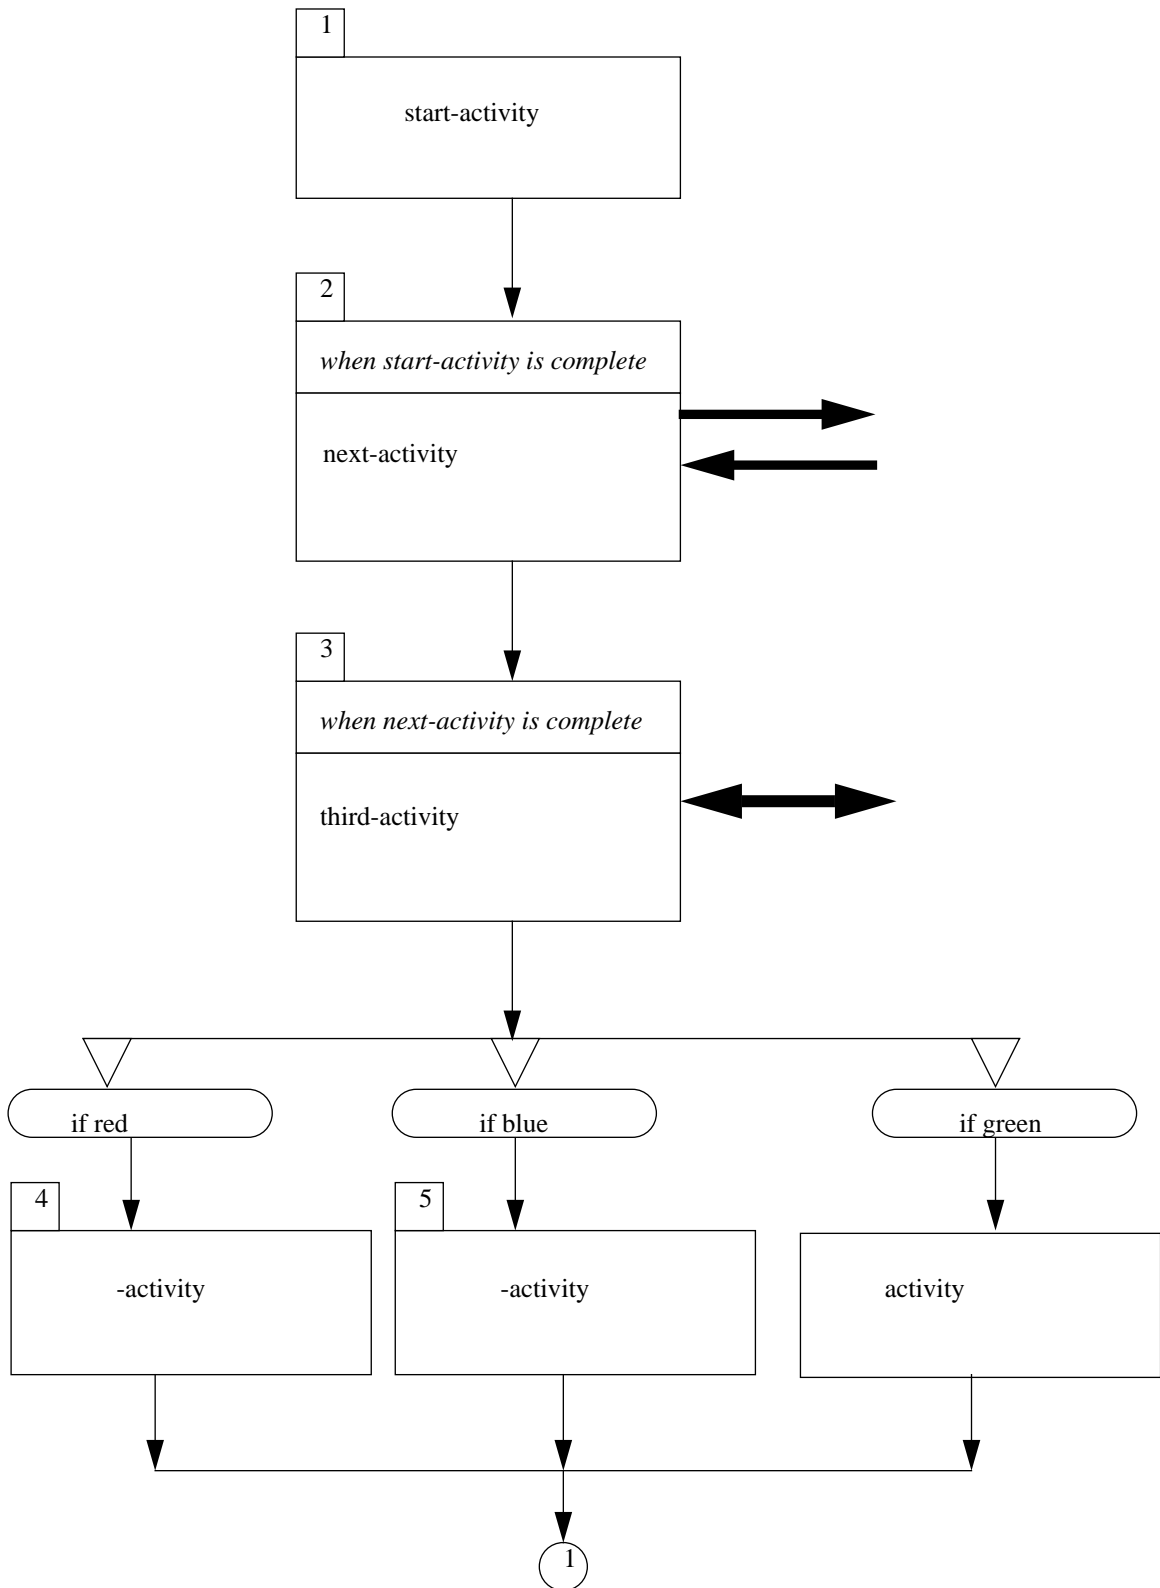 1
start-activity
2
when start-activity is complete
next-activity
3
when next-activity is complete
third-activity
if red
if blue
if green
4
5
-activity
-activity
activity
1